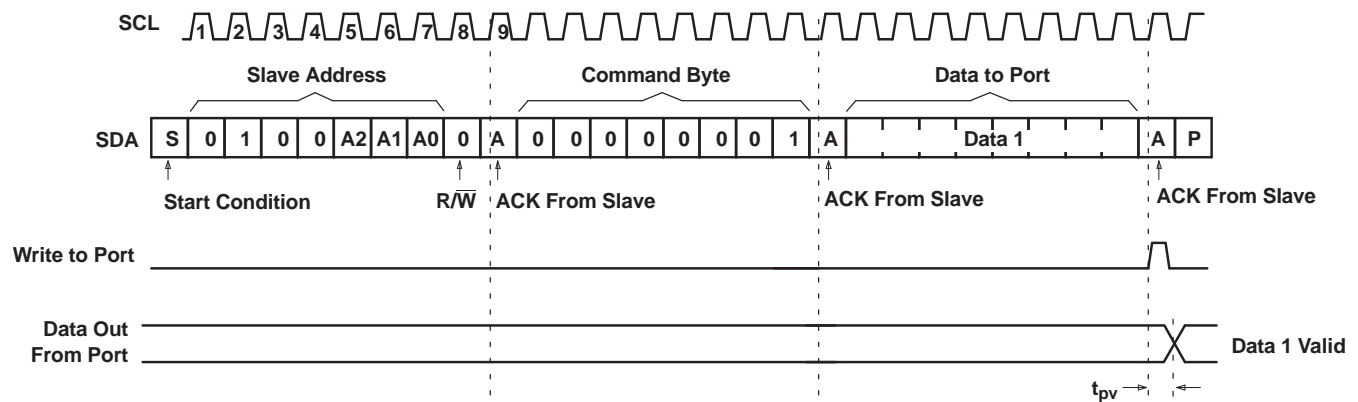 SCL 1 2 3 4 5 6 7 8 9
Slave Address Command Byte Data to Port
SDA S 0 1 0 0 A2 A1 A0 0 A 0 0 0 0 0 0 0 1 A Data 1 A P
Start Condition R/W̅ ACK From Slave ACK From Slave ACK From Slave
Write to Port
Data Out
From Port
Data 1 Valid
tpv